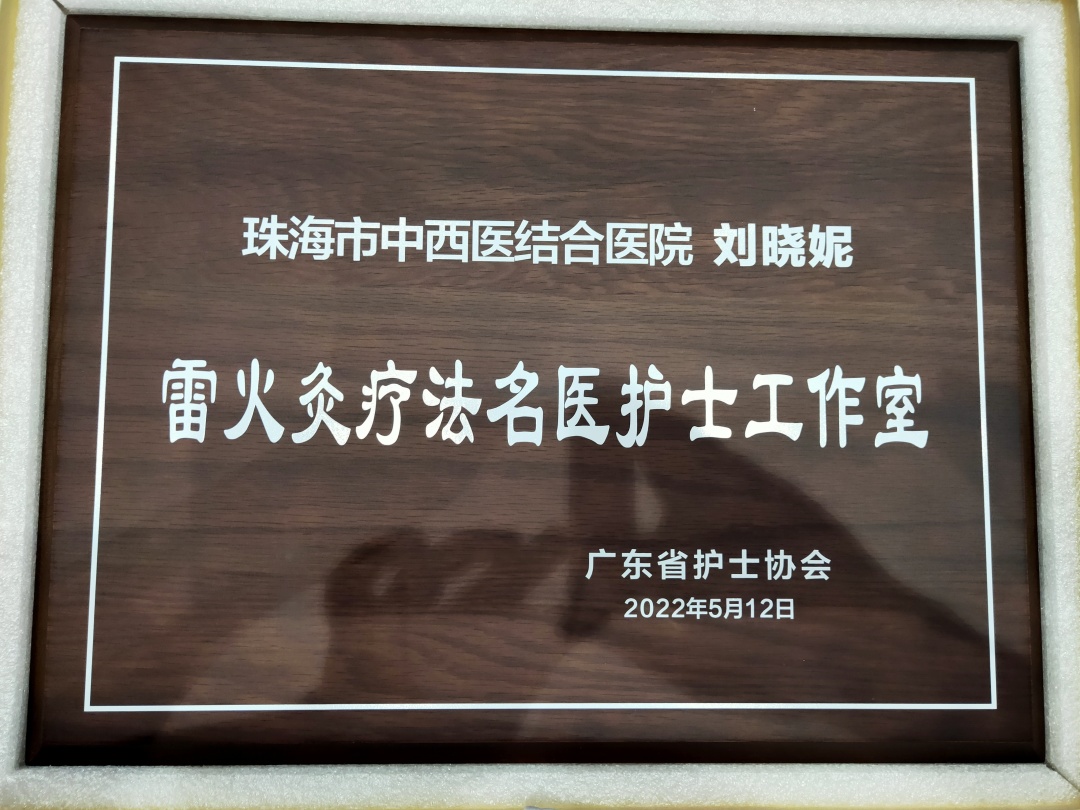 珠海市中西医结合医院 刘晓妮
雷火灸疗法名医护士工作室
广东省护士协会
2022年5月12日